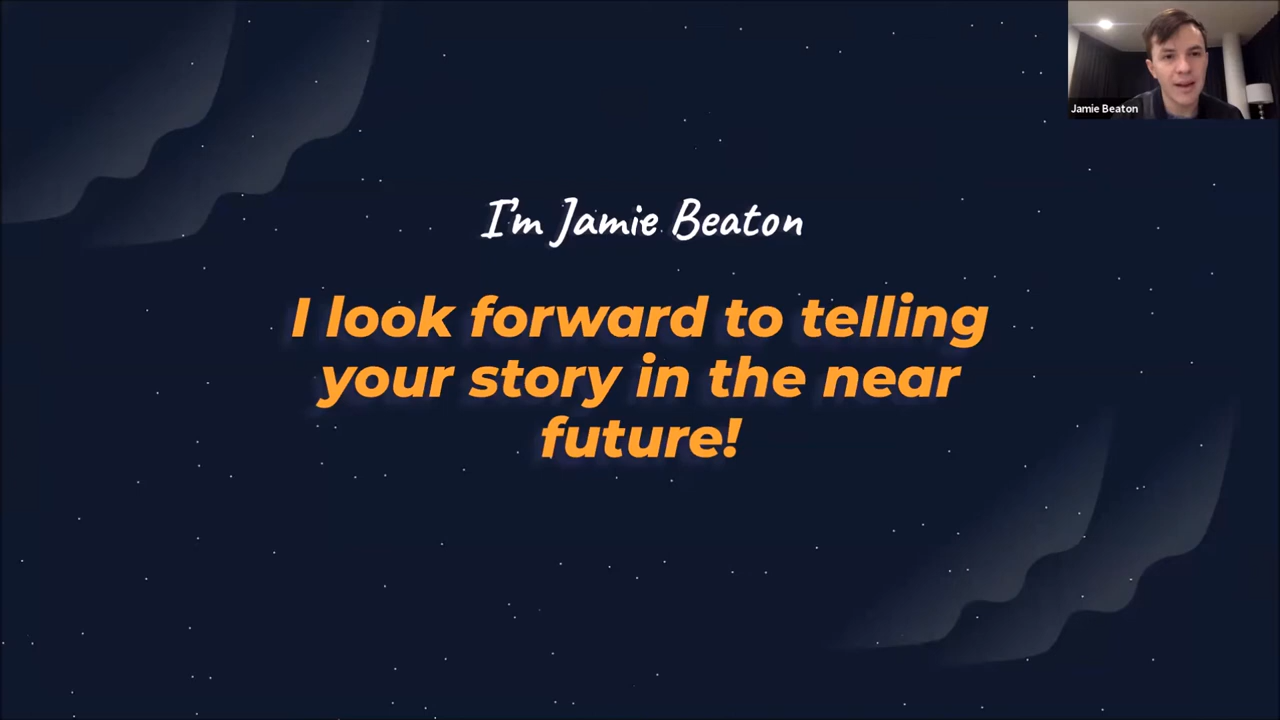 Jamie Beaton
I'm Jamie Beaton
I look forward to telling
your story in the near
future!